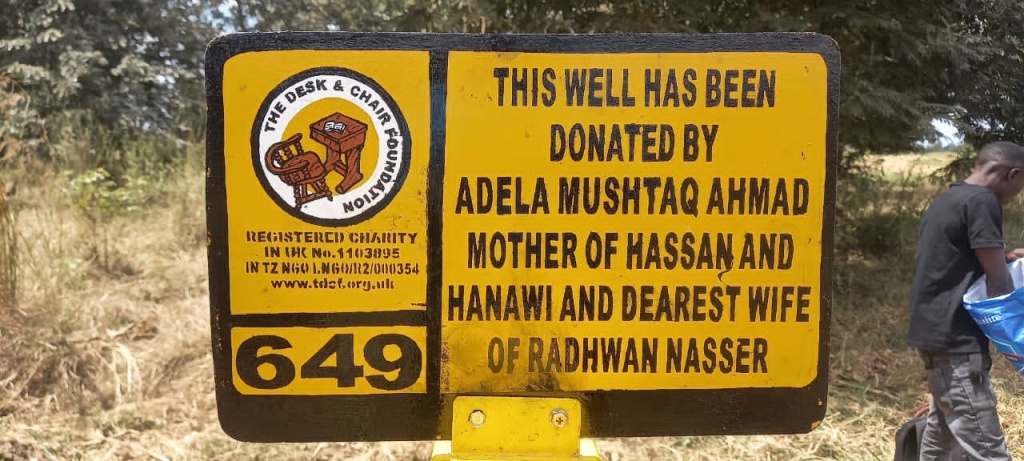 THE DESK & CHAIR FOUNDATION
REGISTERED CHARITY
IN UK No.1103895
IN TZ NGO I.NGO/R2/000354
www.tdcf.org.uk
649
THIS WELL HAS BEEN
DONATED BY
ADELA MUSHTAQ AHMAD
MOTHER OF HASSAN AND
HANAWI AND DEAREST WIFE
OF RADHWAN NASSER